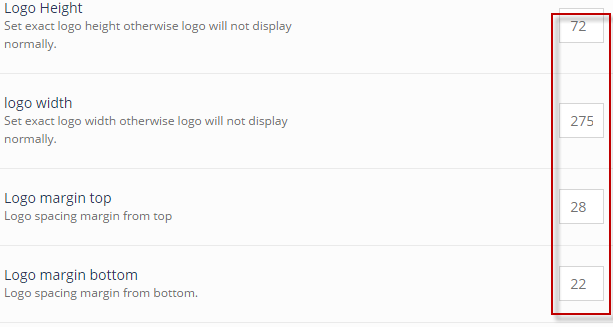 Logo Height
Set exact logo height otherwise logo will not display
normally.
72
logo width
Set exact logo width otherwise logo will not display
normally.
275
Logo margin top
Logo spacing margin from top
28
Logo margin bottom
Logo spacing margin from bottom.
22